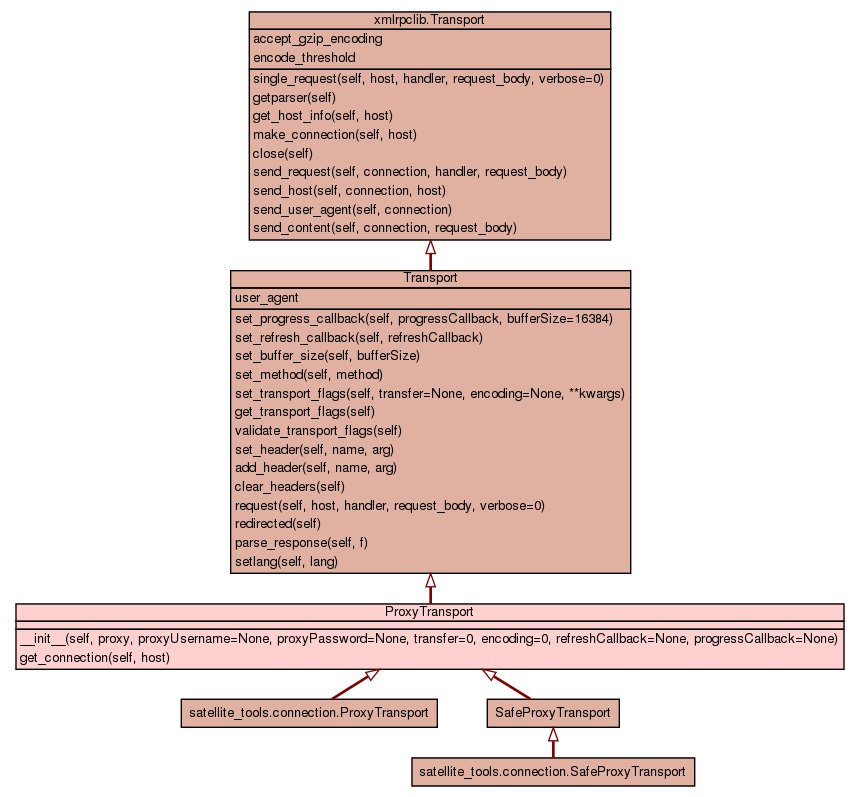 xmlrpclib.Transport
accept_gzip_encoding
encode_threshold
single_request(self, host, handler, request_body, verbose=0)
getparser(self)
get_host_info(self, host)
make_connection(self, host)
close(self)
send_request(self, connection, handler, request_body)
send_host(self, connection, host)
send_user_agent(self, connection)
send_content(self, connection, request_body)
Transport
user_agent
set_progress_callback(self, progressCallback, bufferSize=16384)
set_refresh_callback(self, refreshCallback)
set_buffer_size(self, bufferSize)
set_method(self, method)
set_transport_flags(self, transfer=None, encoding=None, **kwargs)
get_transport_flags(self)
validate_transport_flags(self)
set_header(self, name, arg)
add_header(self, name, arg)
clear_headers(self)
request(self, host, handler, request_body, verbose=0)
redirected(self)
parse_response(self, f)
setlang(self, lang)
ProxyTransport
__init__(self, proxy, proxyUsername=None, proxyPassword=None, transfer=0, encoding=0, refreshCallback=None, progressCallback=None)
get_connection(self, host)
satellite_tools.connection.ProxyTransport
SafeProxyTransport
satellite_tools.connection.SafeProxyTransport